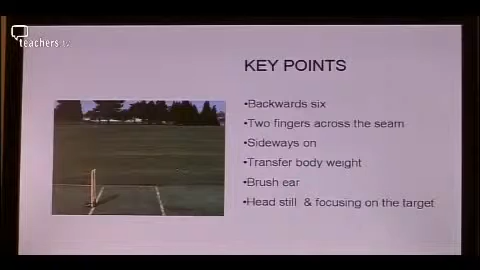 teachers tv
KEY POINTS
•Backwards six
•Two fingers across the seam
•Sideways on
•Transfer body weight
•Brush ear
•Head still & focusing on the target